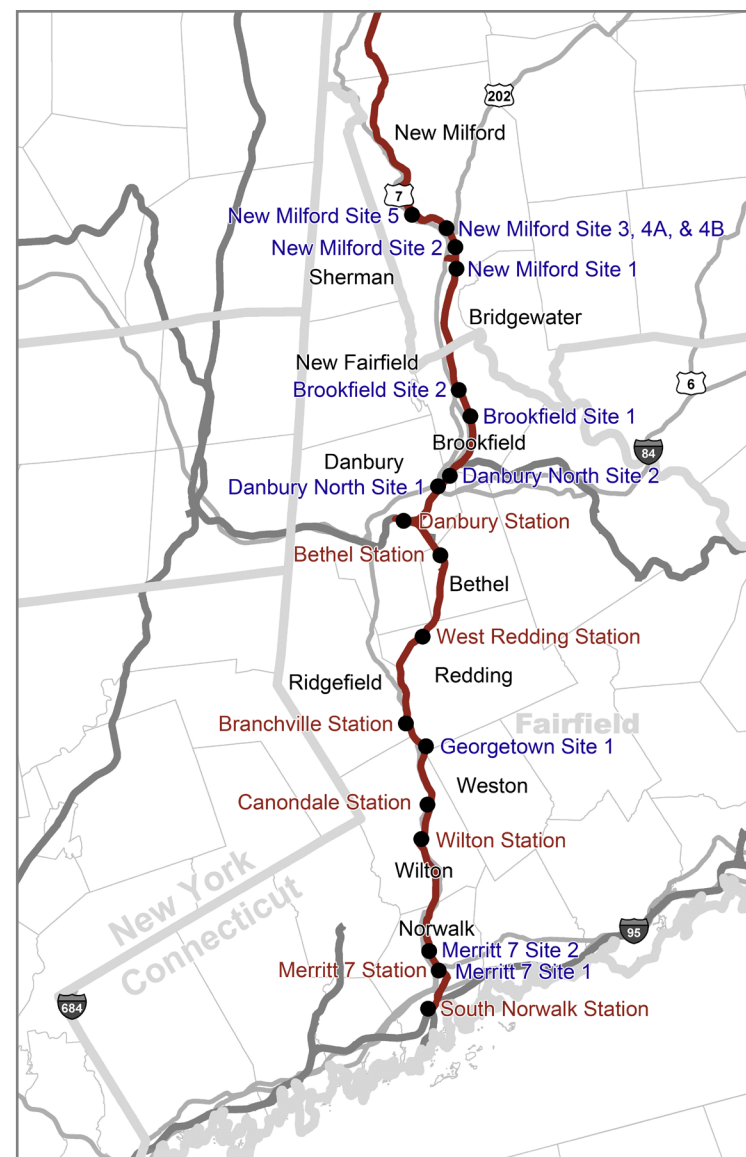 202
New Milford
7
New Milford Site 5
New Milford Site 3, 4A, & 4B
New Milford Site 2
New Milford Site 1
Sherman
Bridgewater
New Fairfield
6
Brookfield Site 2
Brookfield Site 1
Brookfield
84
Danbury
Danbury North Site 2
Danbury North Site 1
Danbury Station
Bethel Station
Bethel
West Redding Station
Redding
Ridgefield
Branchville Station
Fairfield
Georgetown Site 1
Weston
Canondale Station
Wilton Station
Wilton
New York
Connecticut
Norwalk
95
Merritt 7 Site 2
Merritt 7 Station
Merritt 7 Site 1
684
South Norwalk Station